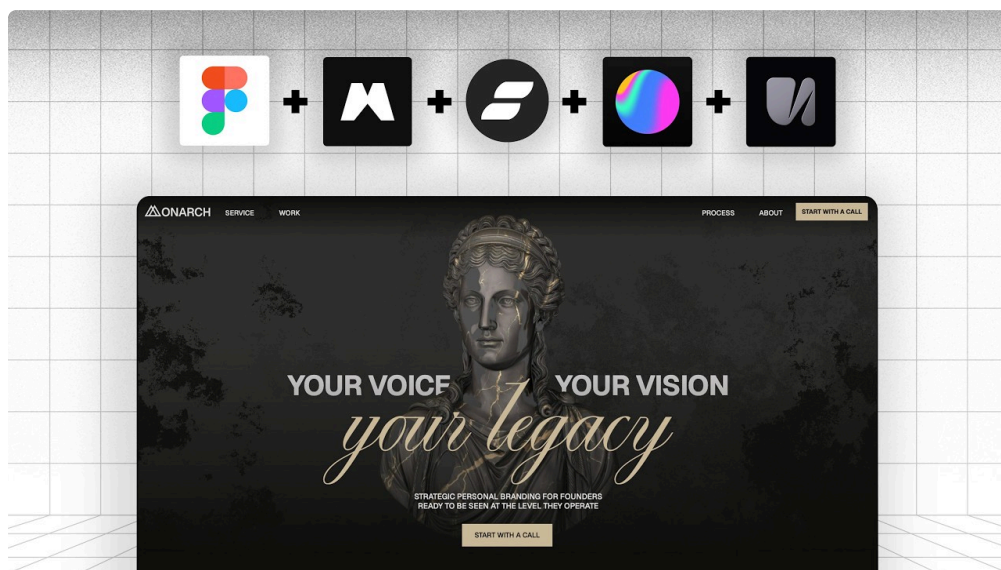 MONARCH SERVICE WORK PROCESS ABOUT START WITH A CALL
YOUR VOICE YOUR VISION
your legacy
STRATEGIC PERSONAL BRANDING FOR FOUNDERS
READY TO BE SEEN AT THE LEVEL THEY OPERATE
START WITH A CALL